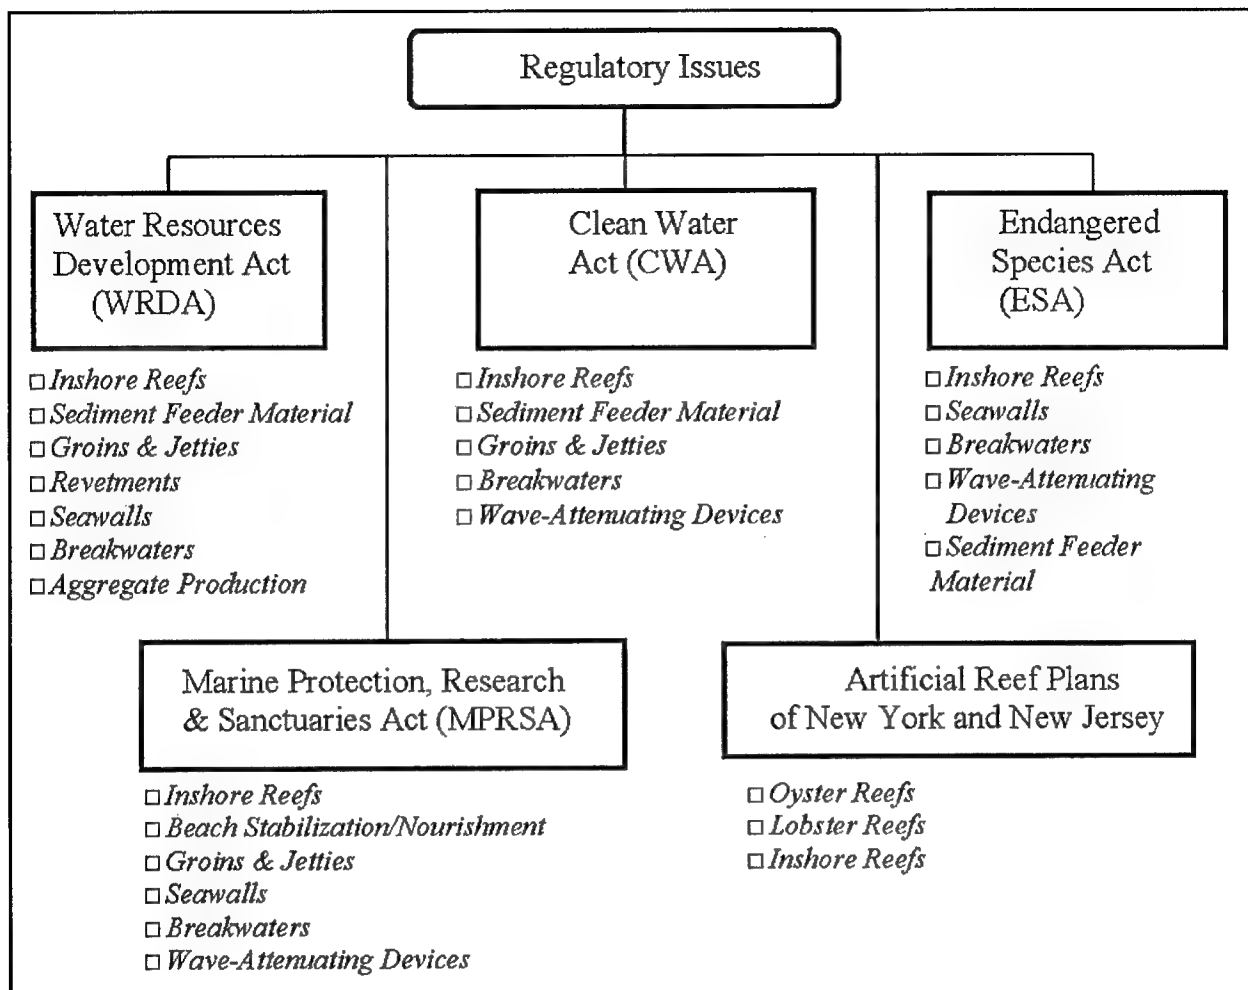 Regulatory Issues
Water Resources
Development Act
(WRDA)
□ Inshore Reefs
□ Sediment Feeder Material
□ Groins & Jetties
□ Revetments
□ Seawalls
□ Breakwaters
□ Aggregate Production
Clean Water
Act (CWA)
□ Inshore Reefs
□ Sediment Feeder Material
□ Groins & Jetties
□ Breakwaters
□ Wave-Attenuating Devices
Endangered
Species Act
(ESA)
□ Inshore Reefs
□ Seawalls
□ Breakwaters
□ Wave-Attenuating
Devices
□ Sediment Feeder
Material
Marine Protection, Research
& Sanctuaries Act (MPRSA)
□ Inshore Reefs
□ Beach Stabilization/Nourishment
□ Groins & Jetties
□ Seawalls
□ Breakwaters
□ Wave-Attenuating Devices
Artificial Reef Plans
of New York and New Jersey
□ Oyster Reefs
□ Lobster Reefs
□ Inshore Reefs